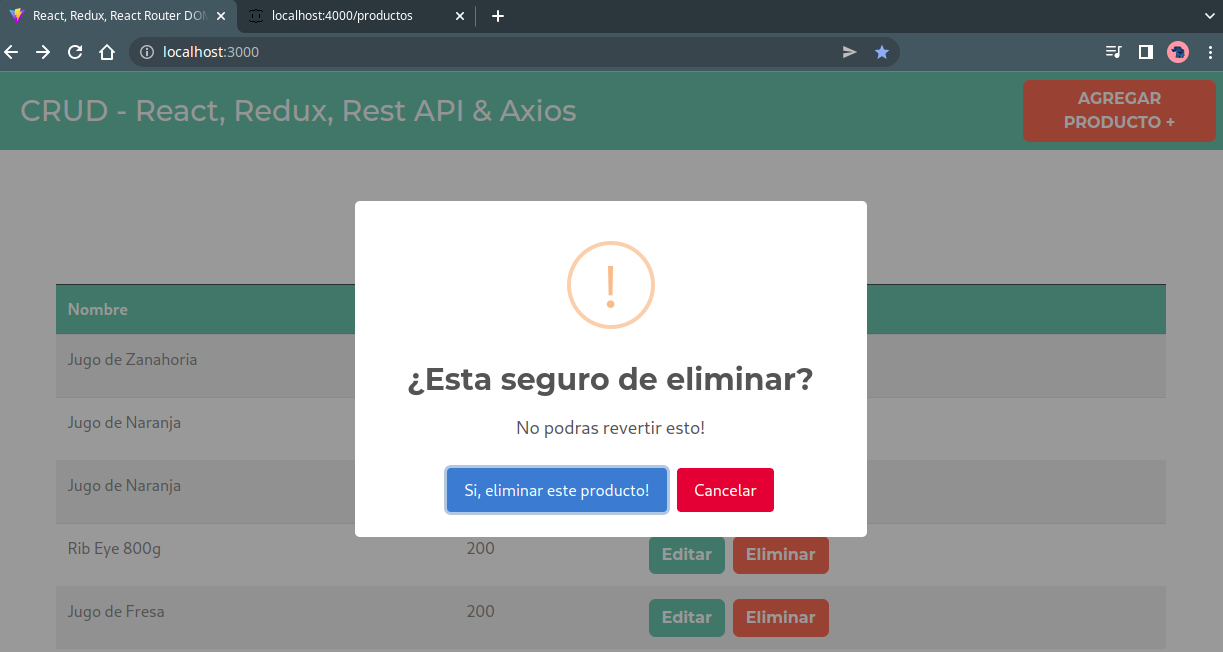 React, Redux, React Router DOM
localhost:4000/productos
localhost:3000
CRUD - React, Redux, Rest API & Axios
AGREGAR
PRODUCTO +
Nombre
Jugo de Zanahoria
Jugo de Naranja
Jugo de Naranja
Rib Eye 800g 200 Editar Eliminar
Jugo de Fresa 200 Editar Eliminar
!
¿Esta seguro de eliminar?
No podras revertir esto!
Si, eliminar este producto! Cancelar